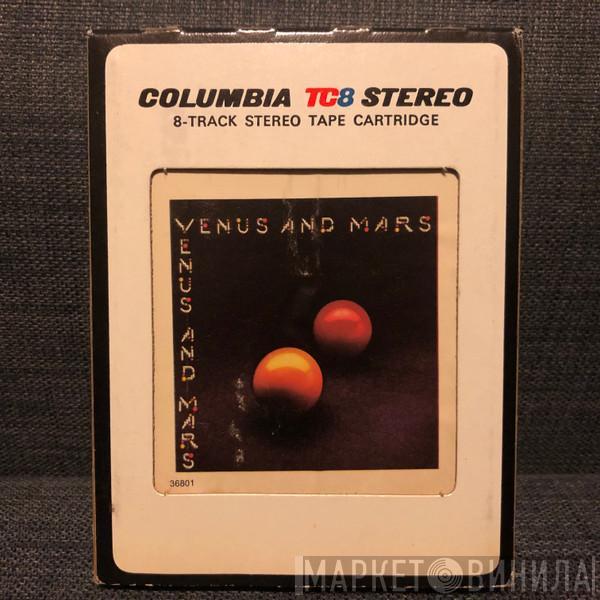 COLUMBIA TC8 STEREO
8-TRACK STEREO TAPE CARTRIDGE
VENUS AND MARS
VENUS AND MARS
36801
МАРКЕТ ВИНИЛА